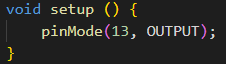 void setup () {
    pinMode(13, OUTPUT);
}